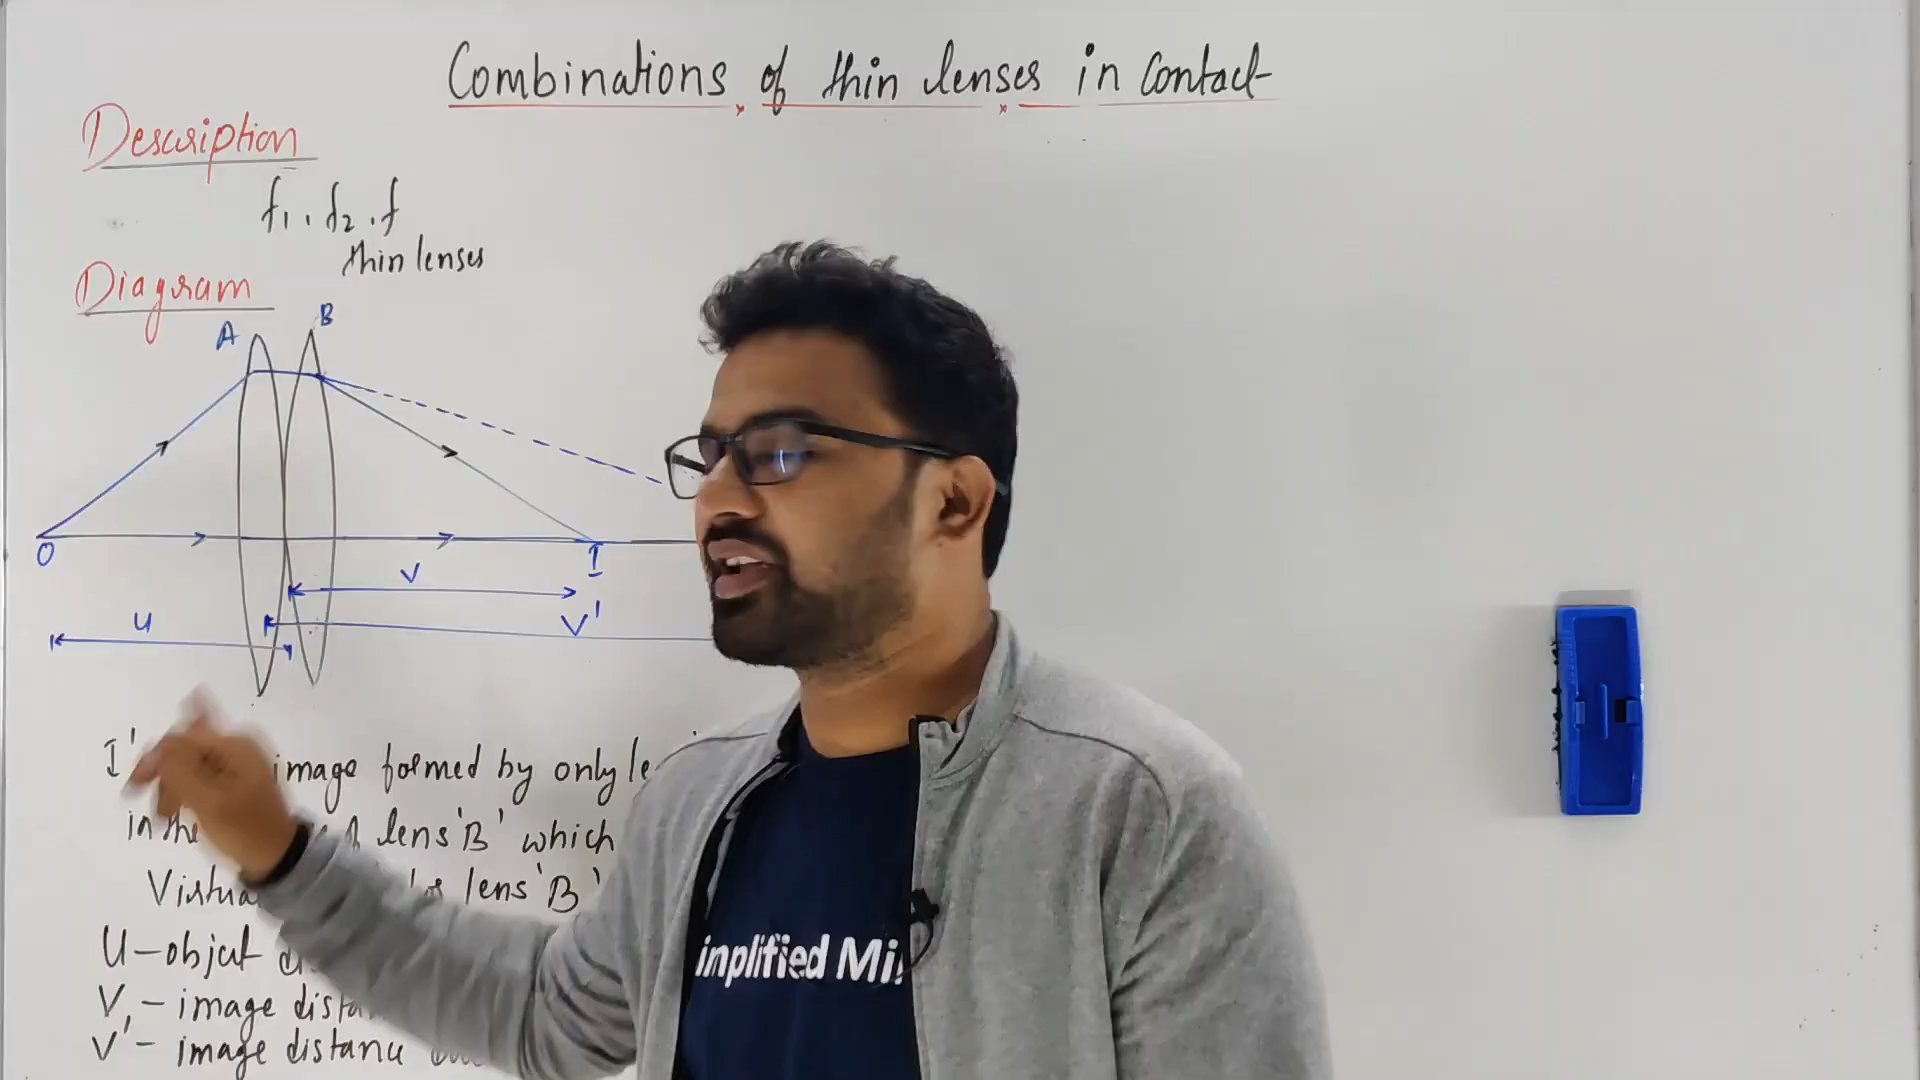 Combinations of thin lenses in Contact
Description
f1, f2, f
thin lenses
Diagram
A
B
O
I
V
V'
u
I' image formed by only
in the lens 'B' which
lens 'B'
U - object
V - image
V' - image distance
inplified Mi